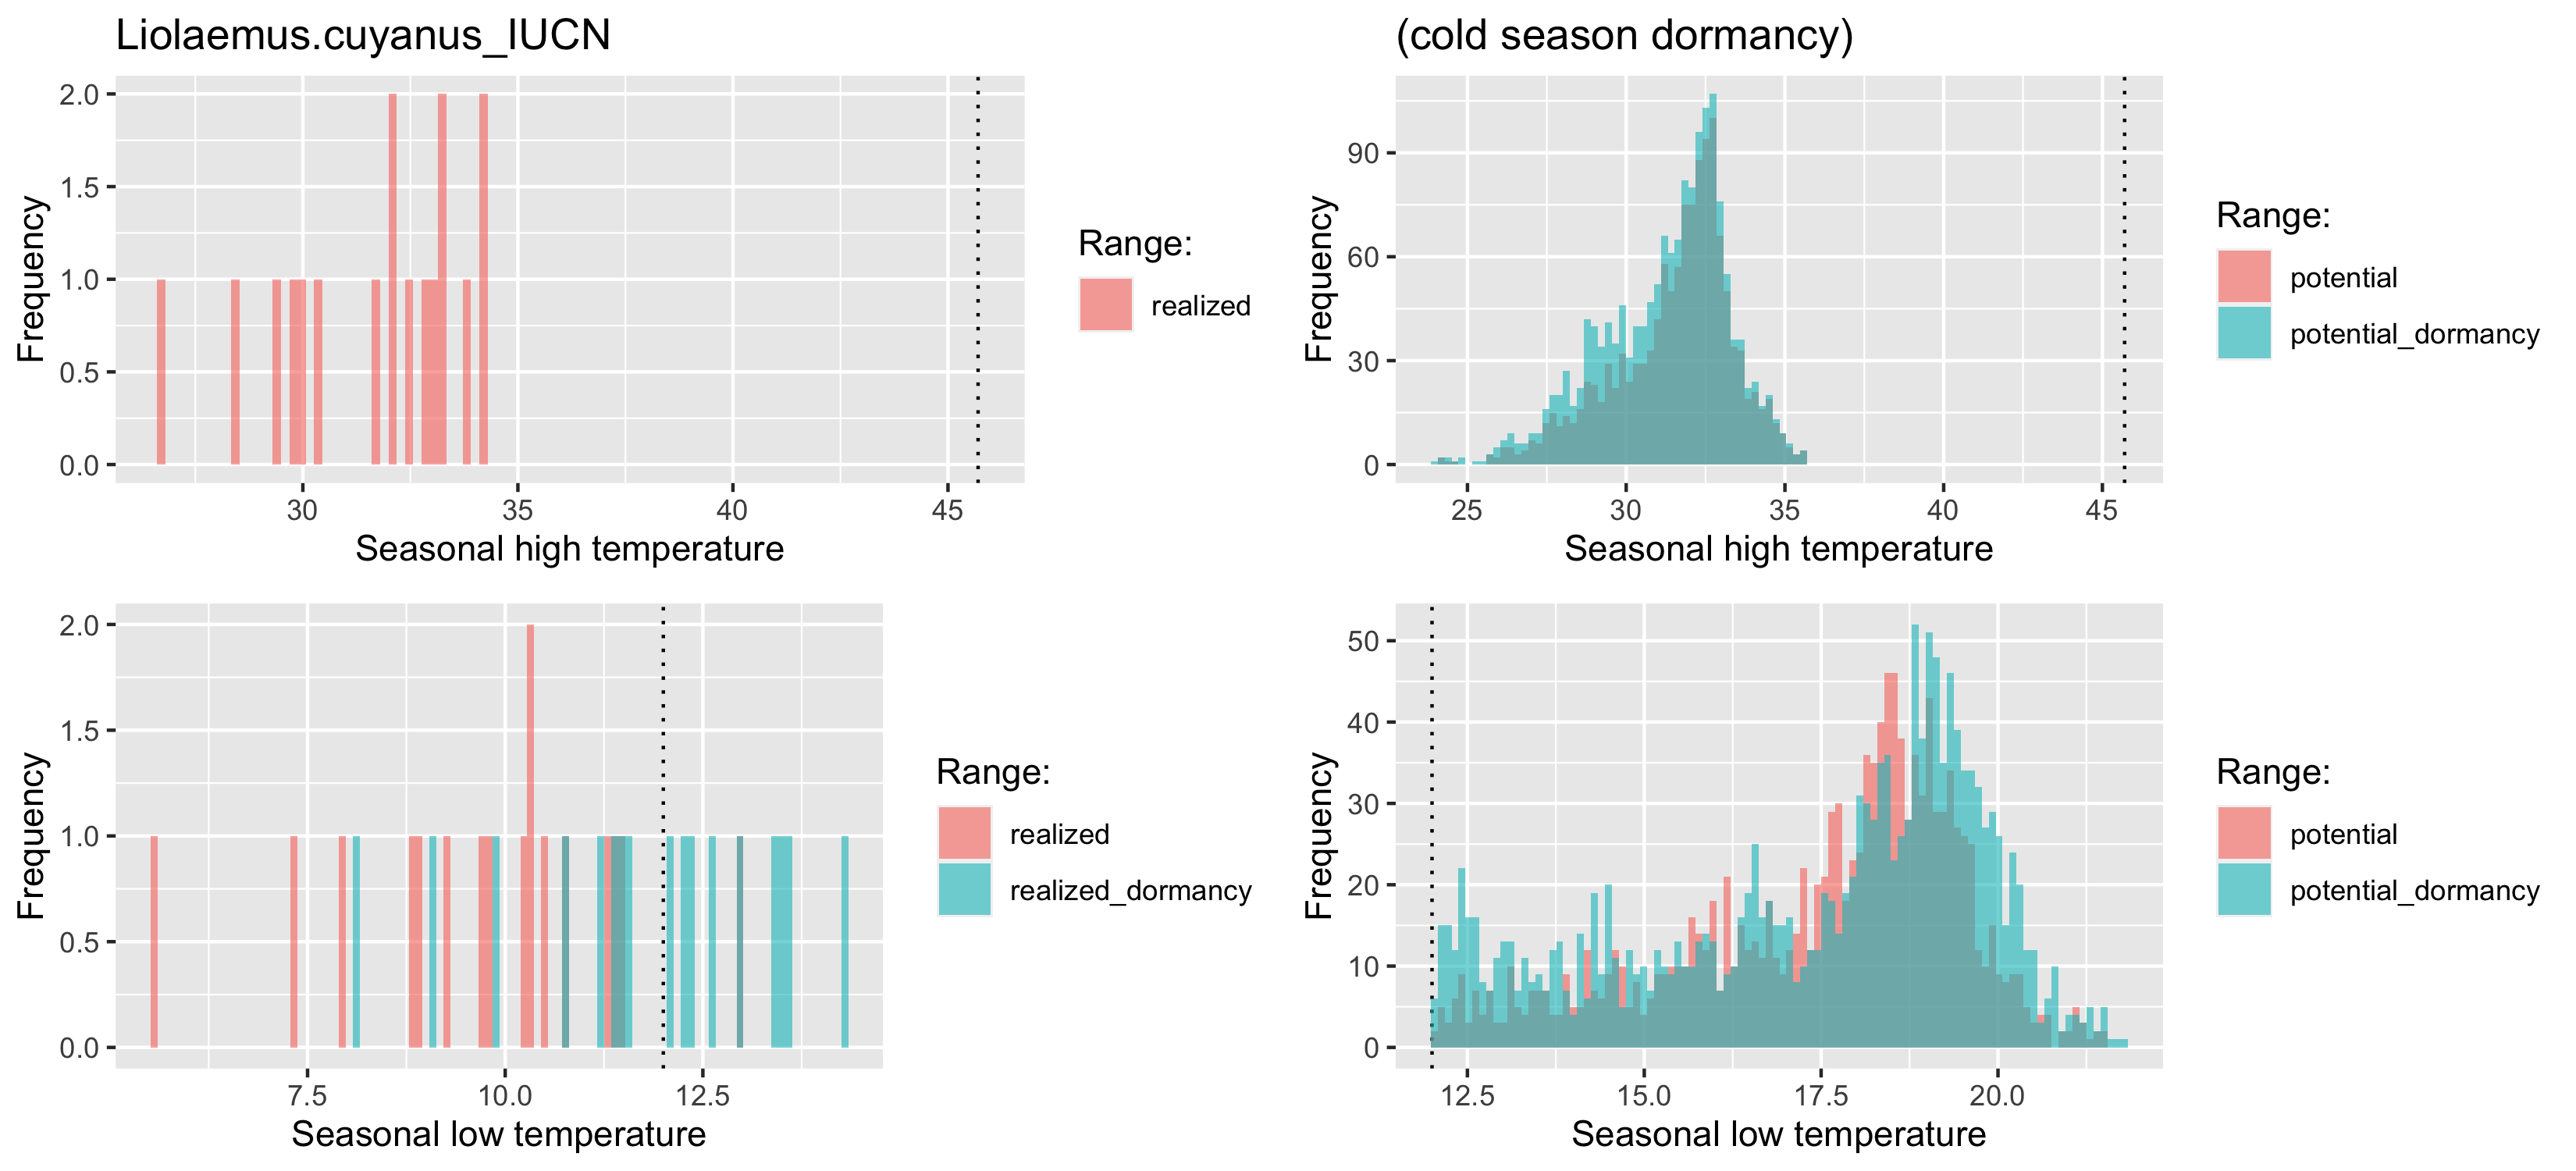 Liolaemus.cuyanus_IUCN
(cold season dormancy)
2.0
1.5
1.0
0.5
0.0
Frequency
30
35
40
45
Seasonal high temperature
Range:
realized
90
60
30
0
Frequency
25
30
35
40
45
Seasonal high temperature
Range:
potential
potential_dormancy
2.0
1.5
1.0
0.5
0.0
Frequency
7.5
10.0
12.5
Seasonal low temperature
Range:
realized
realized_dormancy
50
40
30
20
10
0
Frequency
12.5
15.0
17.5
20.0
Seasonal low temperature
Range:
potential
potential_dormancy